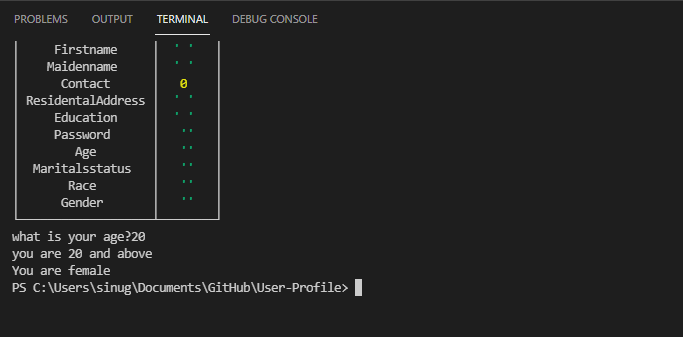 PROBLEMS OUTPUT TERMINAL DEBUG CONSOLE
Firstname ' '
Maidenname ' '
Contact 0
ResidentalAddress ' '
Education ' '
Password ''
Age ''
Maritalsstatus ''
Race ''
Gender ''
what is your age?20
you are 20 and above
You are female
PS C:\Users\sinug\Documents\GitHub\User-Profile>